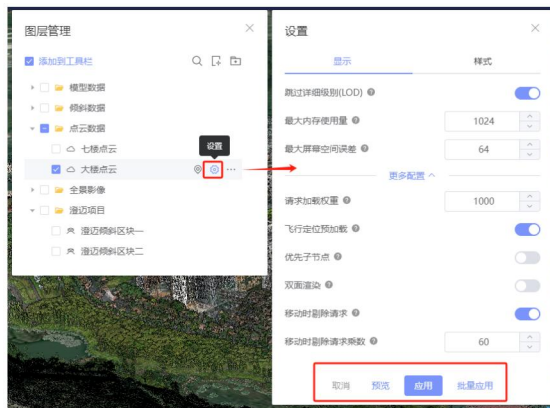 图层管理
添加到工具栏
模型数据
倾斜数据
点云数据
七楼点云
设置
大楼点云
全景影像
澄迈项目
澄迈倾斜区块一
澄迈倾斜区块二
设置
显示 样式
跳过详细级别(LOD)
最大内存使用量 1024
最大屏幕空间误差 64
更多配置
请求加载权重 1000
飞行定位预加载
优先子节点
双面渲染
移动时剔除请求
移动时剔除请求乘数 60
取消 预览 应用 批量应用